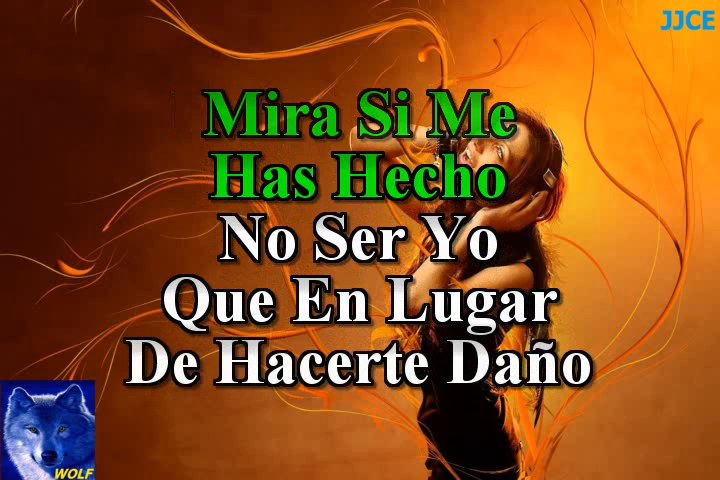 JJCE
Mira Si Me
Has Hecho
No Ser Yo
Que En Lugar
De Hacerte Daño
WOLF